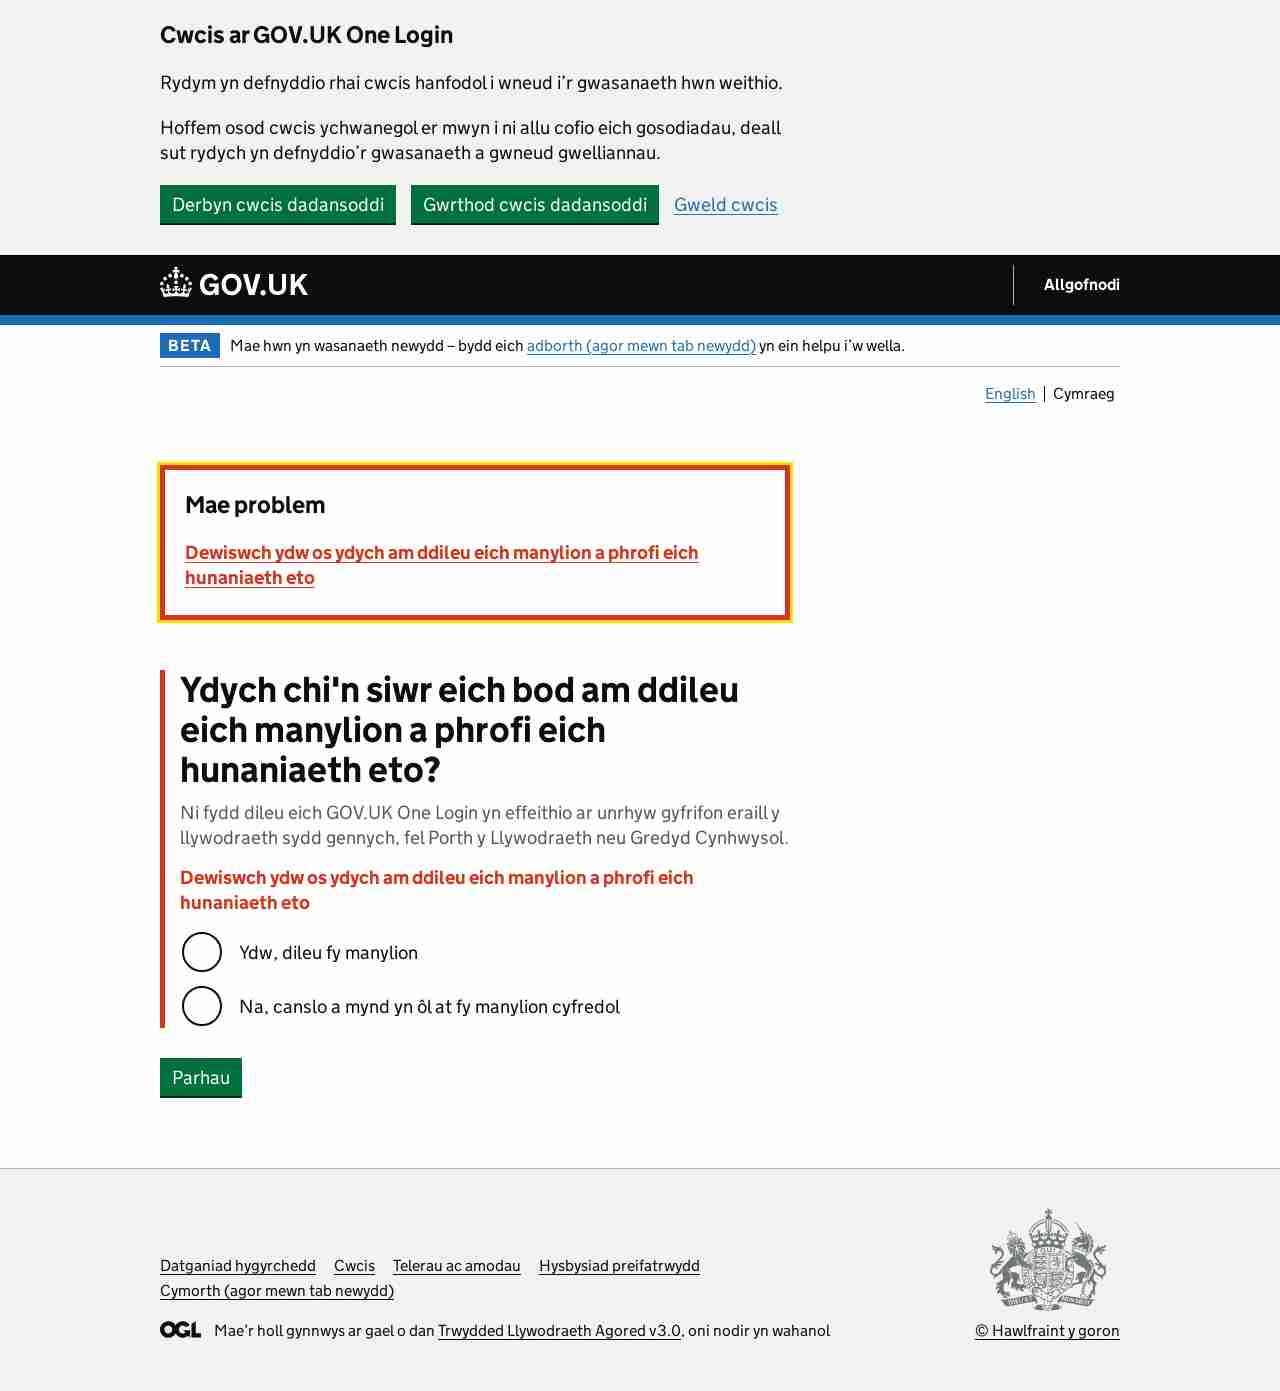 Cwcis ar GOV.UK One Login
Rydym yn defnyddio rhai cwcis hanfodol i wneud i’r gwasanaeth hwn weithio.
Hoffem osod cwcis ychwanegol er mwyn i ni allu cofio eich gosodiadau, deall
sut rydych yn defnyddio’r gwasanaeth a gwneud gwelliannau.
Derbyn cwcis dadansoddi Gwrthod cwcis dadansoddi Gweld cwcis
GOV.UK Allgofnodi
BETA Mae hwn yn wasanaeth newydd – bydd eich adborth (agor mewn tab newydd) yn ein helpu i’w wella.
English Cymraeg
Mae problem
Dewiswch ydw os ydych am ddileu eich manylion a phrofi eich
hunaniaeth eto
Ydych chi'n siwr eich bod am ddileu
eich manylion a phrofi eich
hunaniaeth eto?
Ni fydd dileu eich GOV.UK One Login yn effeithio ar unrhyw gyfrifon eraill y
llywodraeth sydd gennych, fel Porth y Llywodraeth neu Gredyd Cynhwysol.
Dewiswch ydw os ydych am ddileu eich manylion a phrofi eich
hunaniaeth eto
Ydw, dileu fy manylion
Na, canslo a mynd yn ôl at fy manylion cyfredol
Parhau
Datganiad hygyrchedd Cwcis Telerau ac amodau Hysbysiad preifatrwydd
Cymorth (agor mewn tab newydd)
OGL Mae’r holl gynnwys ar gael o dan Trwydded Llywodraeth Agored v3.0, oni nodir yn wahanol
© Hawlfraint y goron